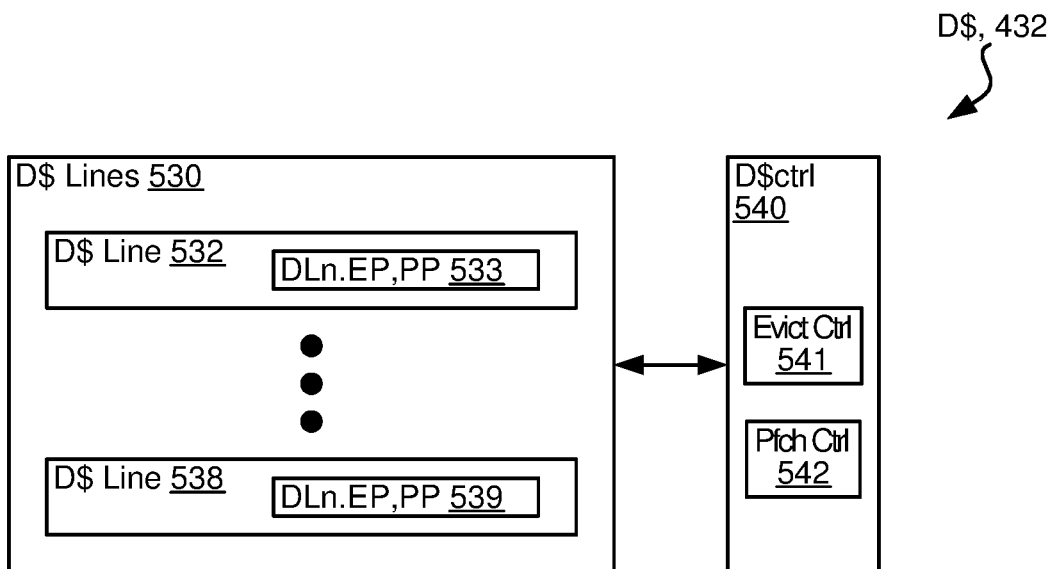 D$, 432
D$ Lines 530
D$ Line 532
DLn.EP,PP 533
D$ Line 538
DLn.EP,PP 539
D$ctrl
540
Evict Ctrl
541
Pfch Ctrl
542